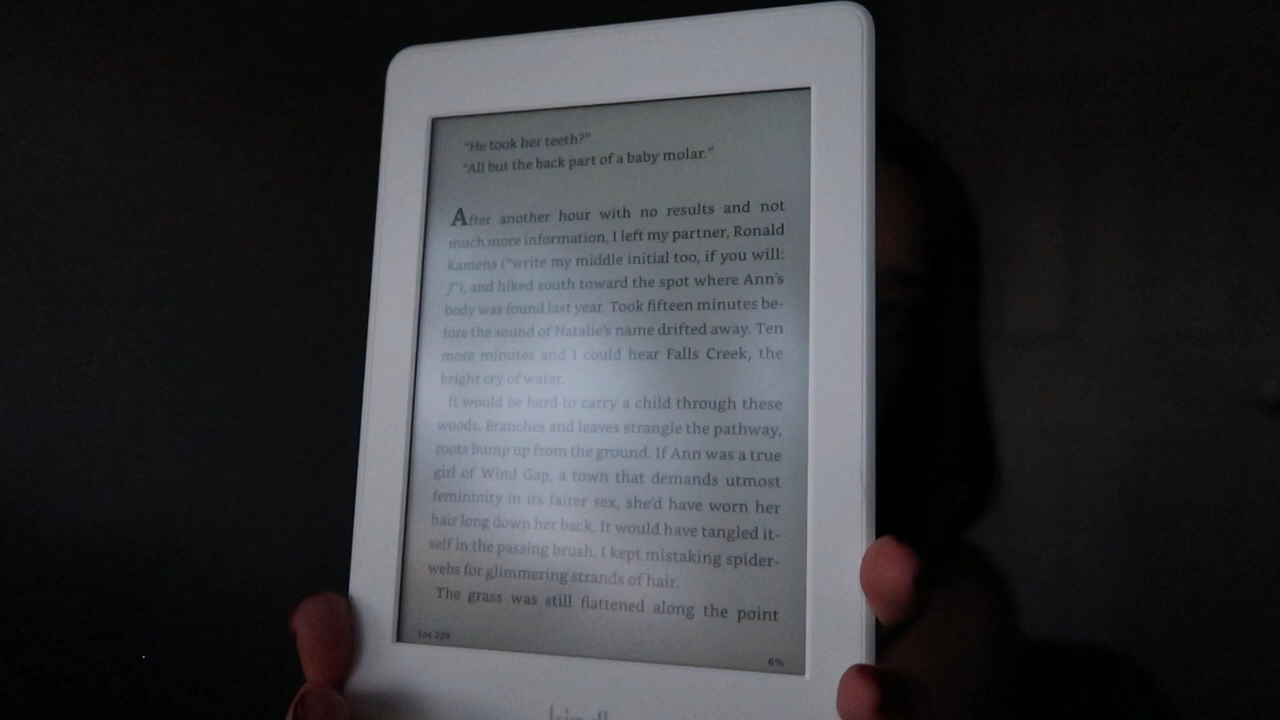 “He took her teeth?”
“All but the back part of a baby molar.”
After another hour with no results and not
much more information, I left my partner, Ronald
Kamens (“write my middle initial too, if you will:
J”), and hiked south toward the spot where Ann’s
body was found last year. Took fifteen minutes be-
fore the sound of Natalie’s name drifted away. Ten
more minutes and I could hear Falls Creek, the
bright cry of water.
It would be hard to carry a child through these
woods. Branches and leaves strangle the pathway,
roots bump up from the ground. If Ann was a true
girl of Wind Gap, a town that demands utmost
femininity in its fairer sex, she’d have worn her
hair long down her back. It would have tangled it-
self in the passing brush. I kept mistaking spider-
webs for glimmering strands of hair.
The grass was still flattened along the point
Loc 220
6%